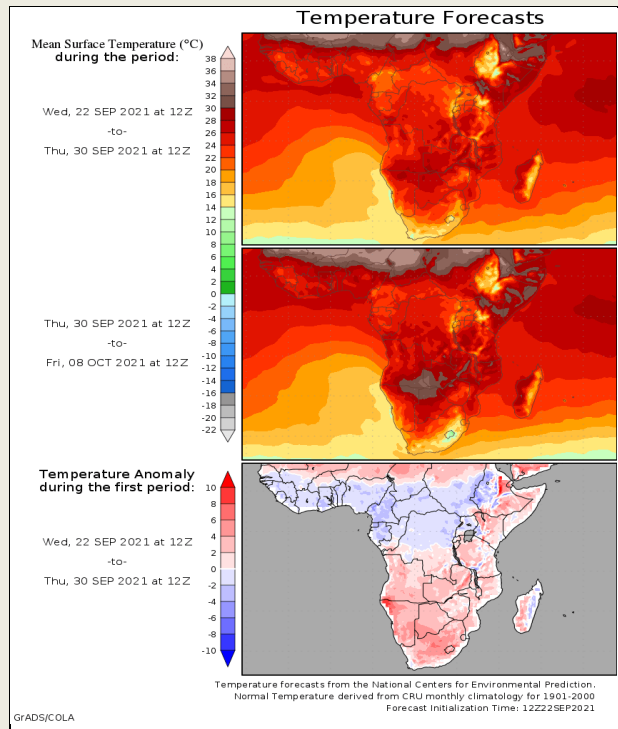 Temperature Forecasts
Mean Surface Temperature (°C)
during the period:
38
36
34
32
30
28
26
24
22
20
18
16
14
12
10
8
6
4
2
0
-2
-4
-6
-8
-10
-12
-14
-16
-18
-20
-22
Wed, 22 SEP 2021 at 12Z
-to-
Thu, 30 SEP 2021 at 12Z
Thu, 30 SEP 2021 at 12Z
-to-
Fri, 08 OCT 2021 at 12Z
Temperature Anomaly
during the first period:
10
8
6
4
2
0
-2
-4
-6
-8
-10
Wed, 22 SEP 2021 at 12Z
-to-
Thu, 30 SEP 2021 at 12Z
Temperature forecasts from the National Centers for Environmental Prediction.
Normal Temperature derived from CRU monthly climatology for 1901-2000
Forecast Initialization Time: 12Z22SEP2021
GrADS/COLA